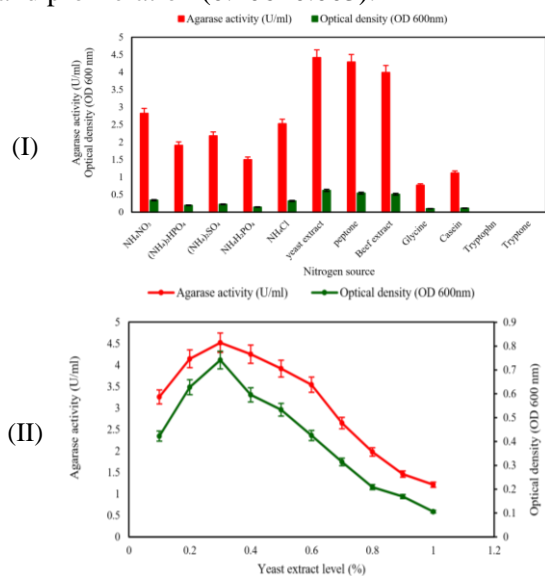 and proliferation (0.
Agarase activity (U/ml) Optical density (OD 600nm)
(I)
Agarase activity (U/ml)
Optical density (OD 600 nm)
5
4.5
4
3.5
3
2.5
2
1.5
1
0.5
0
NH₄NO₃
(NH₄)₂HPO₄
(NH₄)₂SO₄
NH₄H₂PO₄
NH₄Cl
yeast extract
peptone
Beef extract
Glycine
Casein
Tryptophn
Tryptone
Nitrogen source
Agarase activity (U/ml) Optical density (OD 600nm)
(II)
Agarase activity (U/ml)
5
4.5
4
3.5
3
2.5
2
1.5
1
0.5
0
0.9
0.8
0.7
0.6
0.5
0.4
0.3
0.2
0.1
0
Optical density (OD 600 nm)
0 0.2 0.4 0.6 0.8 1 1.2
Yeast extract level (%)